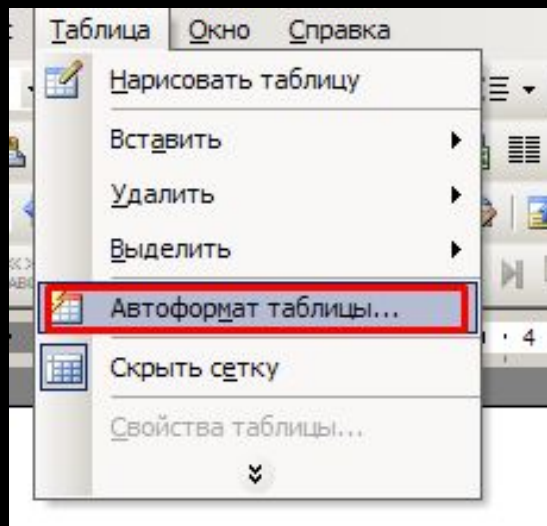 Таблица Окно Справка
Нарисовать таблицу
Вставить
Удалить
Выделить
Автоформат таблицы...
4
Скрыть сетку
Свойства таблицы...